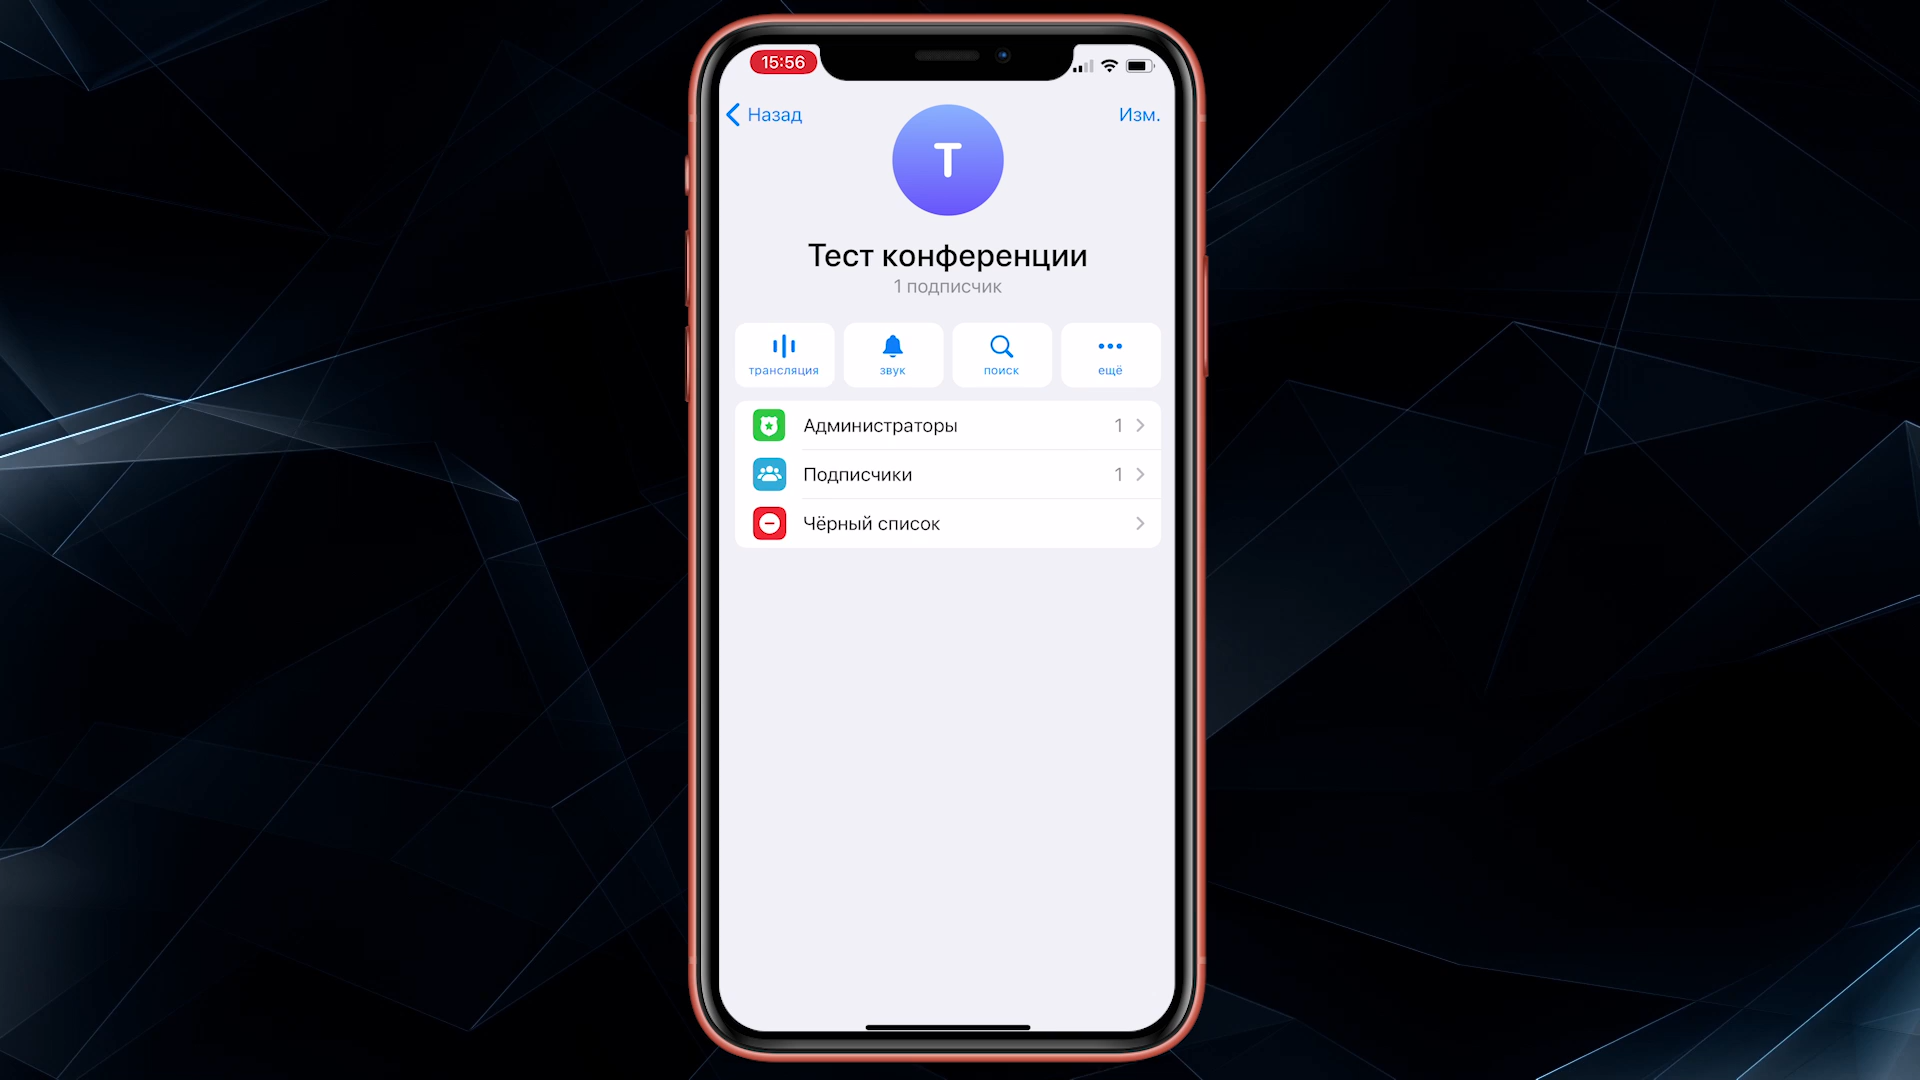 15:56
Назад
Изм.
Т
Тест конференции
1 подписчик
трансляция
звук
поиск
ещё
Администраторы 1
Подписчики 1
Чёрный список